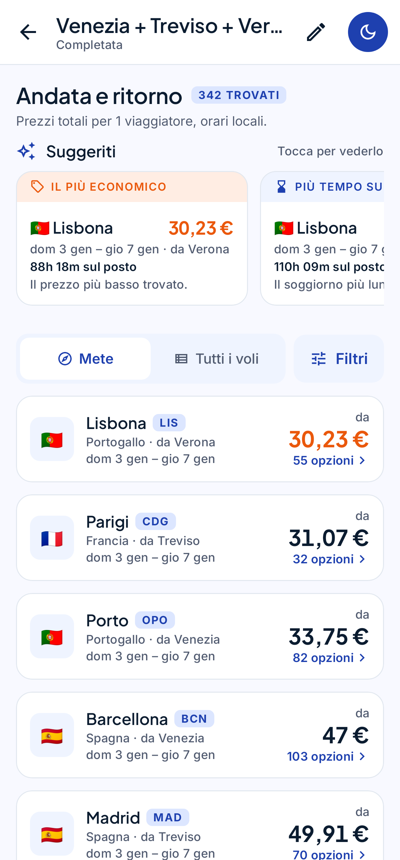 Venezia + Treviso + Ver...
Completata
Andata e ritorno 342 TROVATI
Prezzi totali per 1 viaggiatore, orari locali.
Suggeriti Tocca per vederlo
IL PIÙ ECONOMICO
Lisbona 30,23 €
dom 3 gen – gio 7 gen · da Verona
88h 18m sul posto
Il prezzo più basso trovato.
PIÙ TEMPO SU
Lisbona
dom 3 gen – gio 7 g
110h 09m sul posto
Il soggiorno più lun
Mete Tutti i voli Filtri
Lisbona LIS
Portogallo · da Verona
dom 3 gen – gio 7 gen
da
30,23 €
55 opzioni
Parigi CDG
Francia · da Treviso
dom 3 gen – gio 7 gen
da
31,07 €
32 opzioni
Porto OPO
Portogallo · da Venezia
dom 3 gen – gio 7 gen
da
33,75 €
82 opzioni
Barcellona BCN
Spagna · da Venezia
dom 3 gen – gio 7 gen
da
47 €
103 opzioni
Madrid MAD
Spagna · da Treviso
dom 3 gen – gio 7 gen
da
49,91 €
70 opzioni